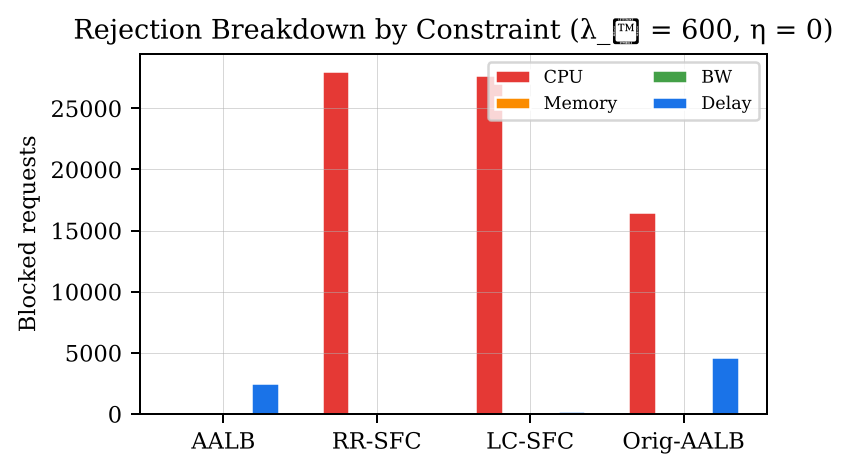 Rejection Breakdown by Constraint (λ_™ = 600, η = 0)
CPU
Memory
BW
Delay
Blocked requests
25000
20000
15000
10000
5000
0
AALB
RR-SFC
LC-SFC
Orig-AALB